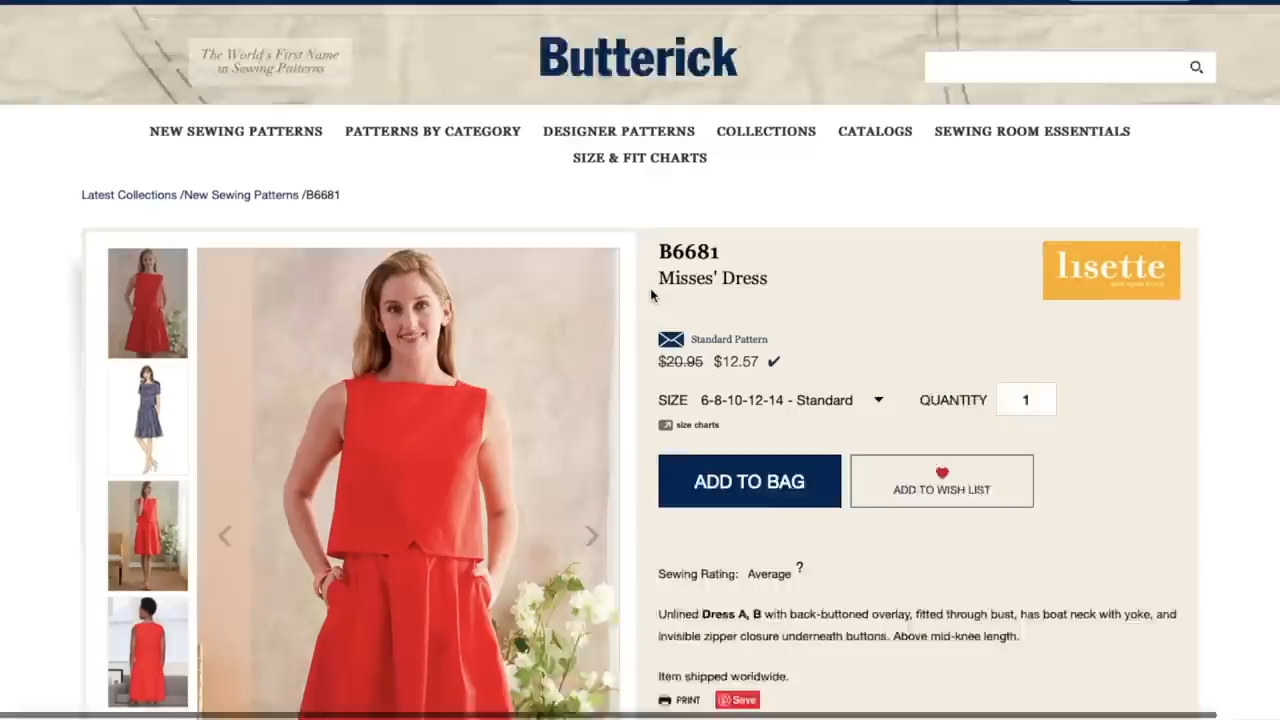 The World's First Name
in Sewing Patterns
Butterick
NEW SEWING PATTERNS PATTERNS BY CATEGORY DESIGNER PATTERNS COLLECTIONS CATALOGS SEWING ROOM ESSENTIALS
SIZE & FIT CHARTS
Latest Collections /New Sewing Patterns /B6681
B6681
Misses' Dress
lisette
Standard Pattern
$20.95 $12.57 ✔
SIZE 6-8-10-12-14 - Standard QUANTITY 1
size charts
ADD TO BAG
ADD TO WISH LIST
Sewing Rating: Average ?
Unlined Dress A, B with back-buttoned overlay, fitted through bust, has boat neck with yoke, and
invisible zipper closure underneath buttons. Above mid-knee length.
Item shipped worldwide.
PRINT Save